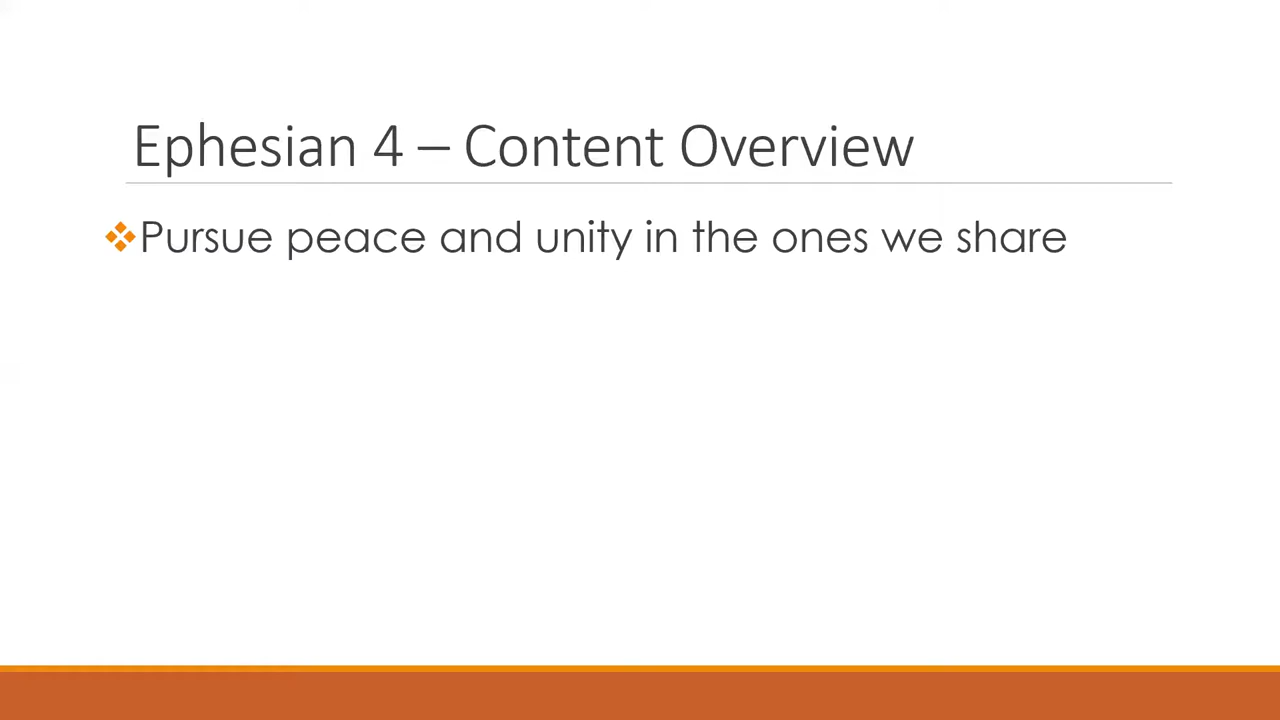 Ephesian 4 – Content Overview
❖Pursue peace and unity in the ones we share